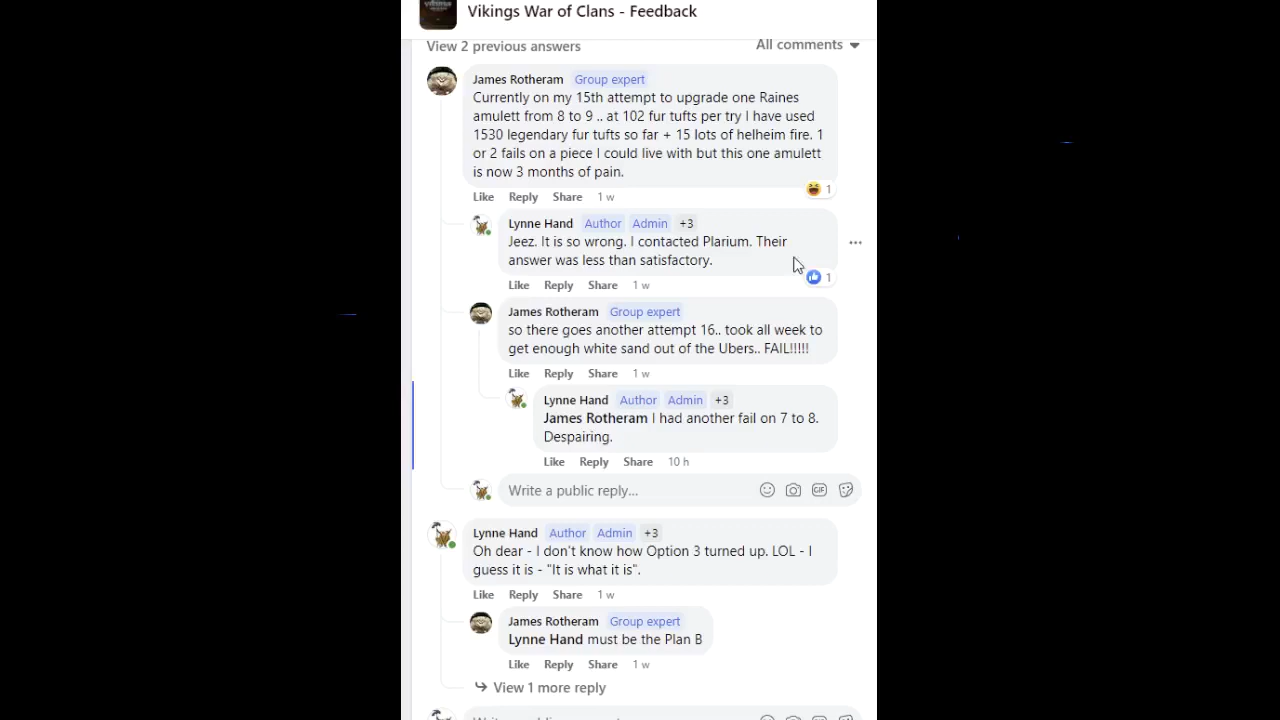 Vikings War of Clans - Feedback
View 2 previous answers
All comments
James Rotheram Group expert
Currently on my 15th attempt to upgrade one Raines
amulett from 8 to 9 .. at 102 fur tufts per try I have used
1530 legendary fur tufts so far + 15 lots of helheim fire. 1
or 2 fails on a piece I could live with but this one amulett
is now 3 months of pain.
1
Like Reply Share 1 w
Lynne Hand Author Admin +3
Jeez. It is so wrong. I contacted Plarium. Their
answer was less than satisfactory.
1
Like Reply Share 1 w
James Rotheram Group expert
so there goes another attempt 16.. took all week to
get enough white sand out of the Ubers.. FAIL!!!!!
Like Reply Share 1 w
Lynne Hand Author Admin +3
James Rotheram I had another fail on 7 to 8.
Despairing.
Like Reply Share 10 h
Write a public reply...
GIF
Lynne Hand Author Admin +3
Oh dear - I don't know how Option 3 turned up. LOL - I
guess it is - "It is what it is".
Like Reply Share 1 w
James Rotheram Group expert
Lynne Hand must be the Plan B
Like Reply Share 1 w
View 1 more reply